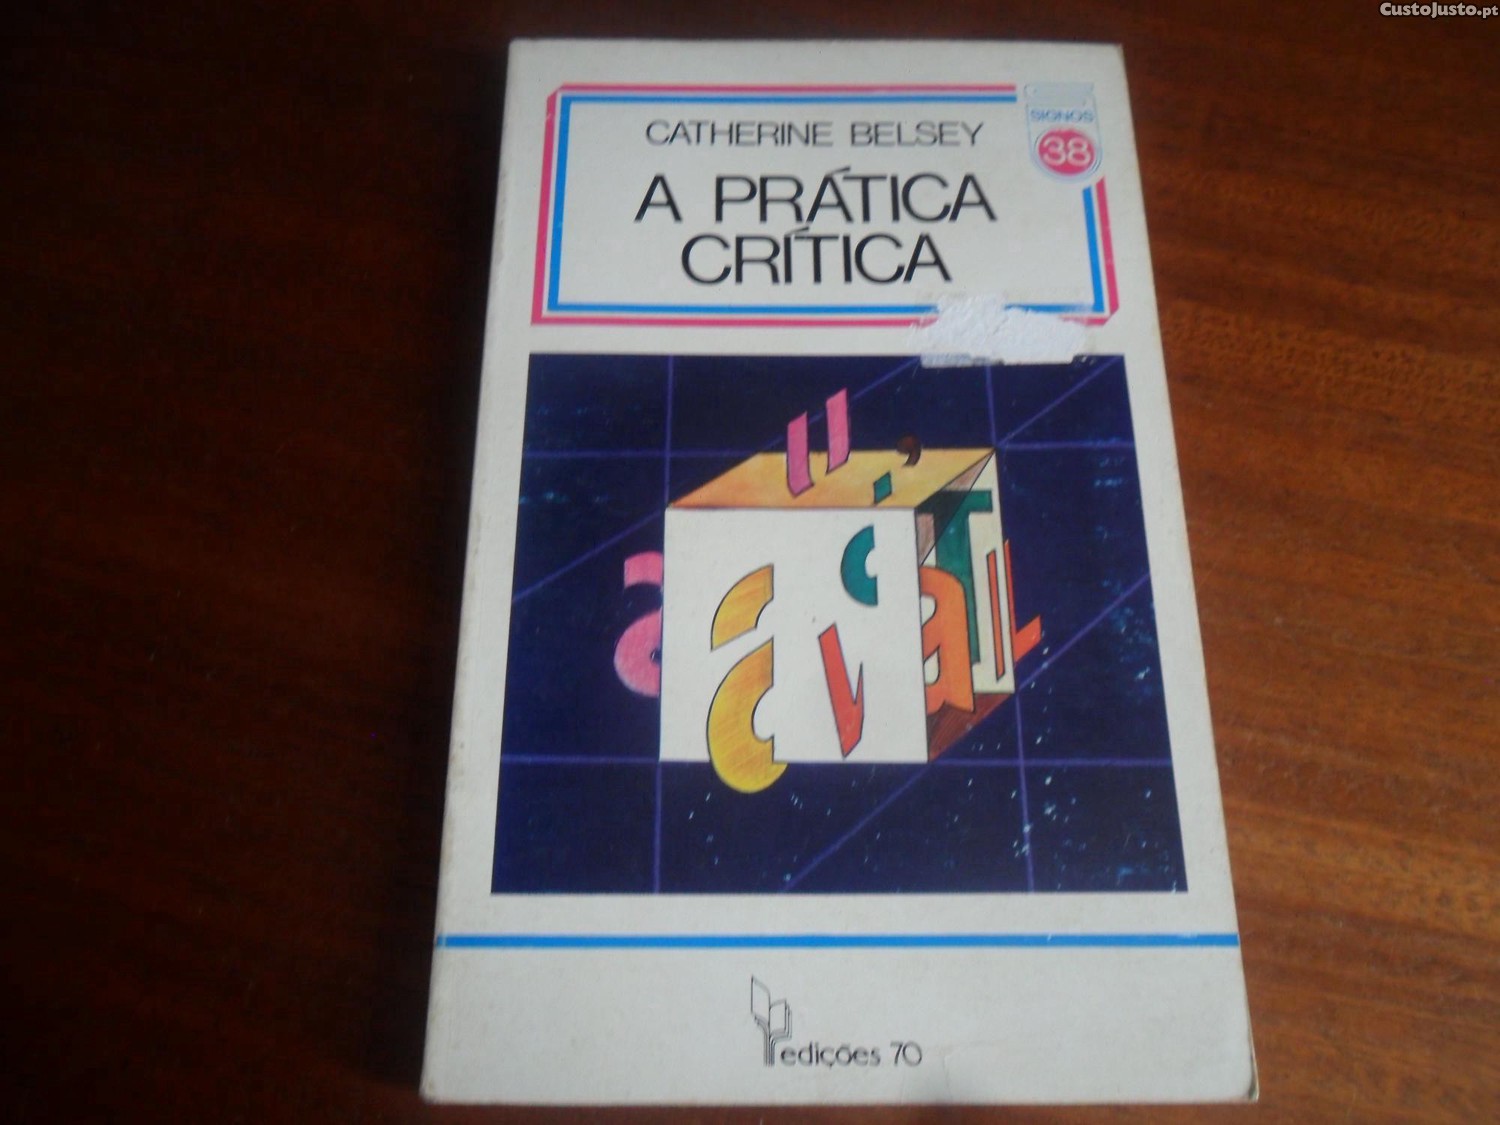 CustoJusto.pt
CATHERINE BELSEY
SIGNOS
38
A PRÁTICA
CRÍTICA
edições 70